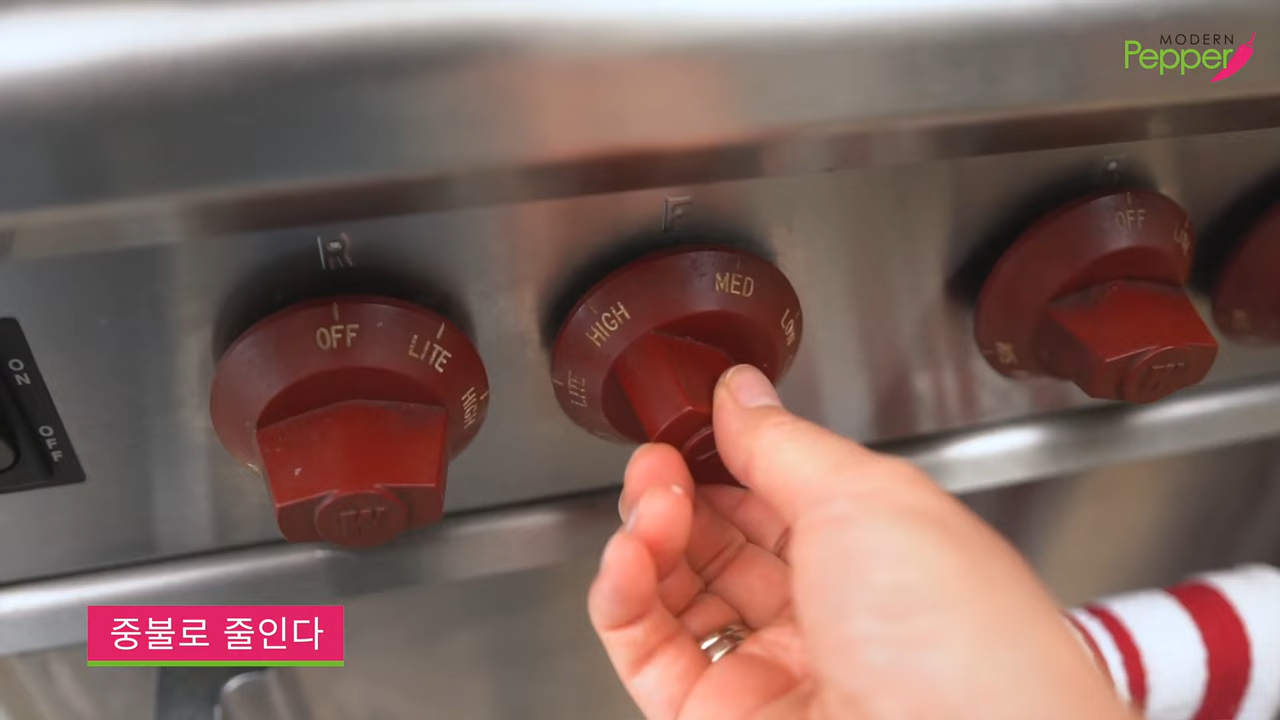 MODERN
Pepper
R
OFF
LITE
HIGH
F
LITE
HIGH
MED
LOW
OFF
ON
OFF
중불로 줄인다